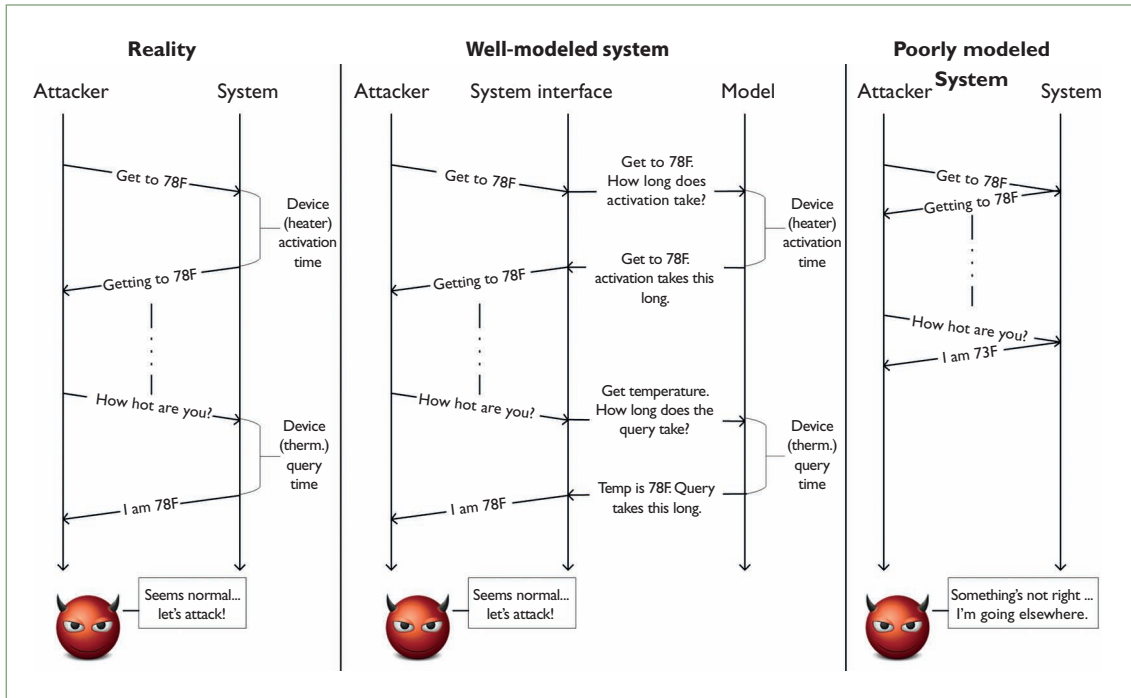 Reality
Attacker
System
Get to 78F
Device
(heater)
activation
time
Getting to 78F
How hot are you?
Device
(therm.)
query
time
I am 78F
Seems normal...
let's attack!
Well-modeled system
Attacker
System interface
Model
Get to 78F
Get to 78F.
How long does
activation take?
Device
(heater)
activation
time
Getting to 78F
Get to 78F.
activation takes this
long.
How hot are you?
Get temperature.
How long does the
query take?
Device
(therm.)
query
time
I am 78F
Temp is 78F. Query
takes this long.
Seems normal...
let's attack!
Poorly modeled
System
Attacker
System
Get to 78F
Getting to 78F
How hot are you?
I am 73F
Something's not right ...
I'm going elsewhere.